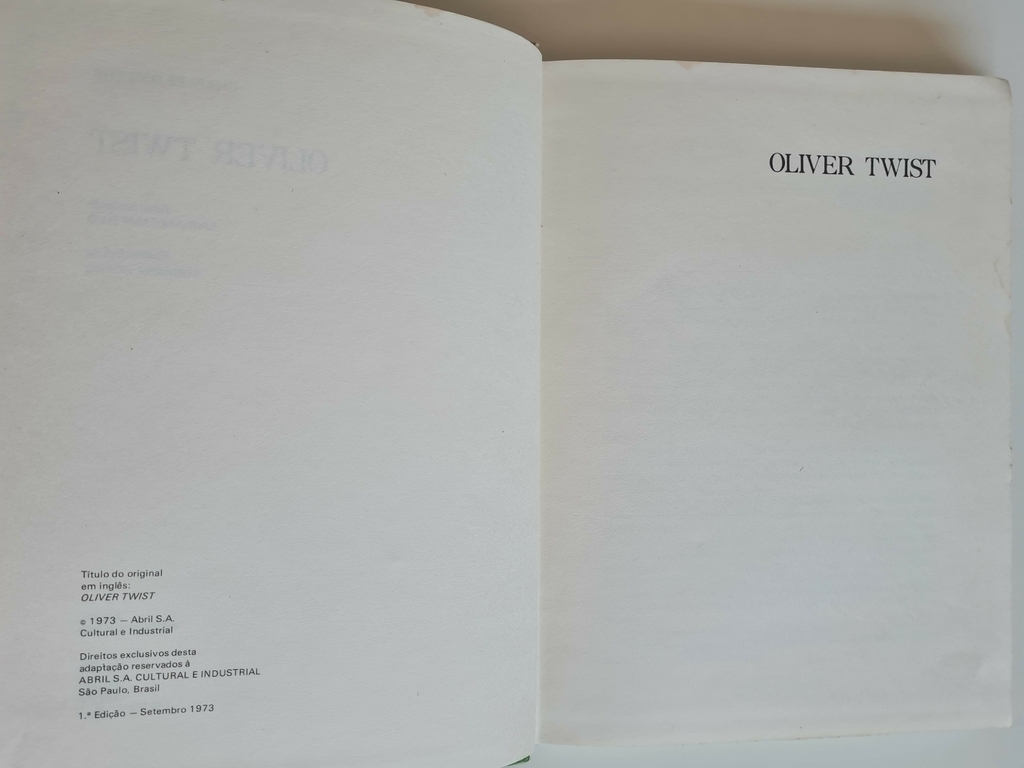 Título do original
em inglês:
OLIVER TWIST
© 1973 — Abril S.A.
Cultural e Industrial
Direitos exclusivos desta
adaptação reservados à
ABRIL S.A. CULTURAL E INDUSTRIAL
São Paulo, Brasil
1.ª Edição — Setembro 1973
OLIVER TWIST